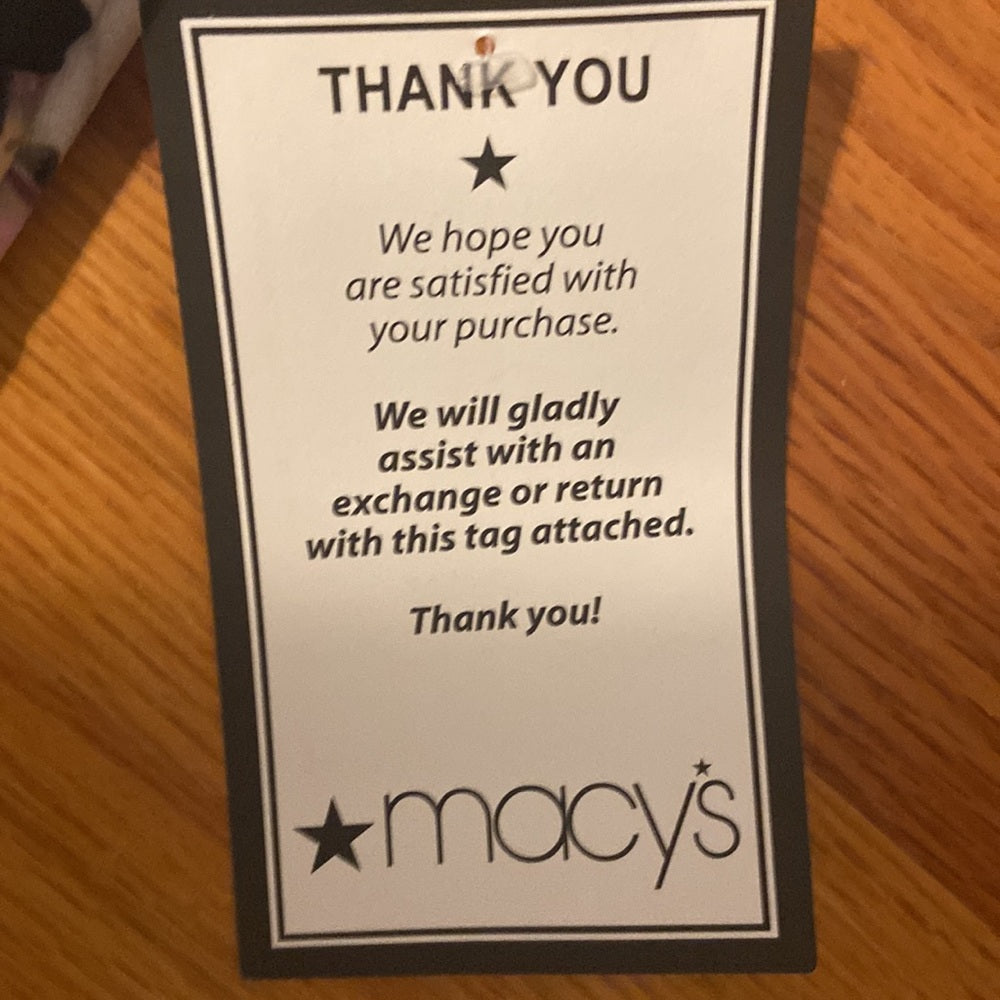 THANK YOU
We hope you
are satisfied with
your purchase.
We will gladly
assist with an
exchange or return
with this tag attached.
Thank you!
macy's